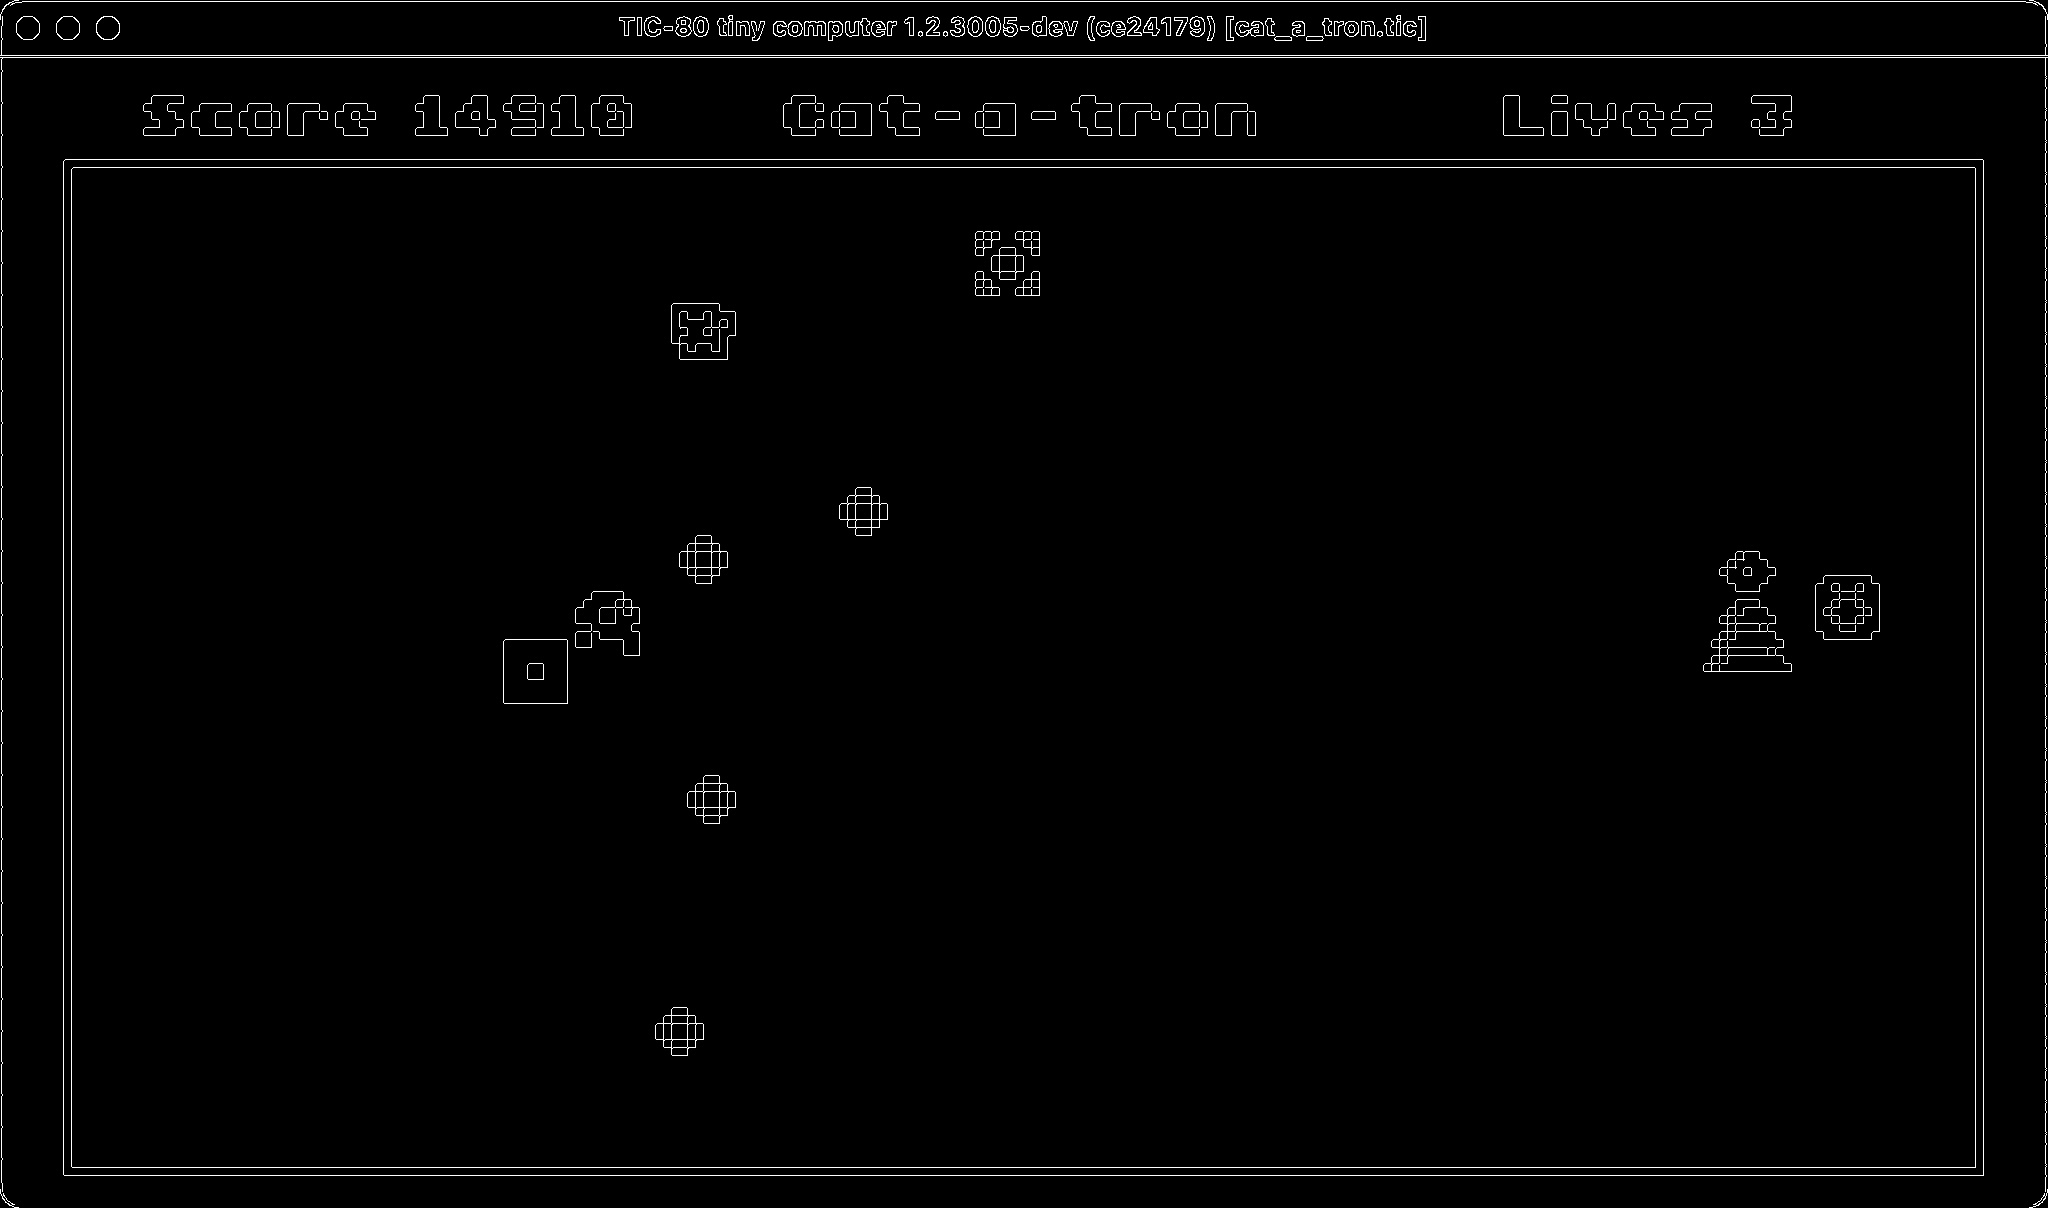 TIC-80 tiny computer 1.2.3005-dev (ce24179) [cat_a_tron.tic]
Score 14910 Cat-a-tron Lives 3